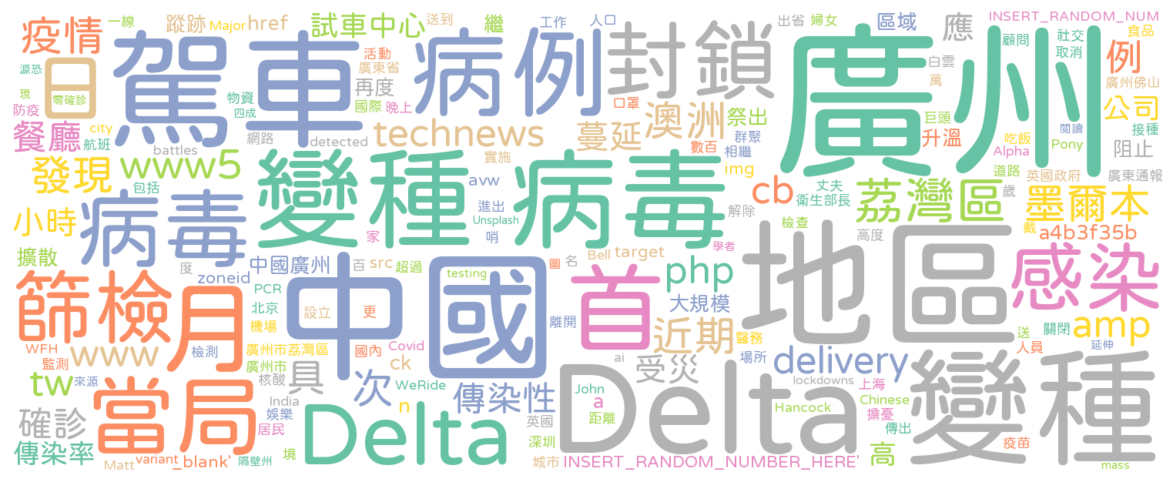 源恐 一線 蹤跡 Major href 試車中心 送到 繼 工作 人口 出省 婦女 區域 應 INSERT_RANDOM_NUM
疫情 日 零確診 駕車 病例 活動 廣東省 再度 國際 晚上 封鎖 白雲 廣州 顧問 社交 取消 例 食品
現 防疫 物資 四成 口罩 萬 巨頭 廣州佛山
餐廳 city 航班 battles 網路 detected technews 蔓延 澳洲 祭出 群聚 相繼 數百 升溫 吃飯 Alpha 閱讀 Pony 公司 接種 阻止
發現 www5 包括 變種 病毒 實施 avw 進出 Unsplash 哨 家 img cb 丈夫 衛生部長 道路 英國政府 廣東通報
小時 病毒 解除 檢查 荔灣區 歲 戴 墨爾本
擴散 度 zoneid 中國廣州 百 src 超過 圖 名 Bell target 學者 高度 a4b3f35b
篩檢 月 PCR 北京 機場 設立 更 中國 testing 首 離開 php 大規模 地區 感染
WFH 監測 檢測 廣州市荔灣區 國內 Covid 近期 醫務 場所 關閉 送 人員 amp 延伸
www 廣州市 ck ai 受災 delivery lockdowns 上海
tw 來源 當局 核酸 具 次 WeRide 傳染性 John a Delta Chinese 擔憂 變種
確診 India 娛樂 n Delta 英國 距離 Hancock 傳出
傳染率 居民 境 深圳 高 疫苗
Matt variant _blank' 隔壁州 城市 INSERT_RANDOM_NUMBER_HERE' mass